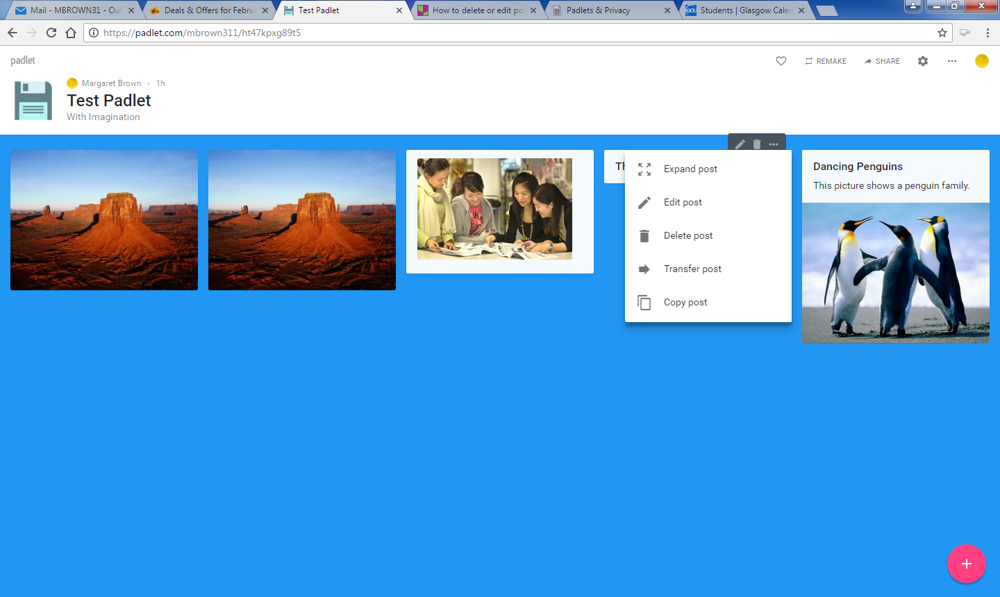 Mail - MBROWN31 - Out
Deals & Offers for Februa
Test Padlet
How to delete or edit po
Padlets & Privacy
GCU
Students | Glasgow Caled
https://padlet.com/mbrown311/ht47kpxg89t5
padlet
REMAKE
SHARE
Margaret Brown • 1h
Test Padlet
With Imagination
Th
Expand post
Edit post
Delete post
Transfer post
Copy post
Dancing Penguins
This picture shows a penguin family.